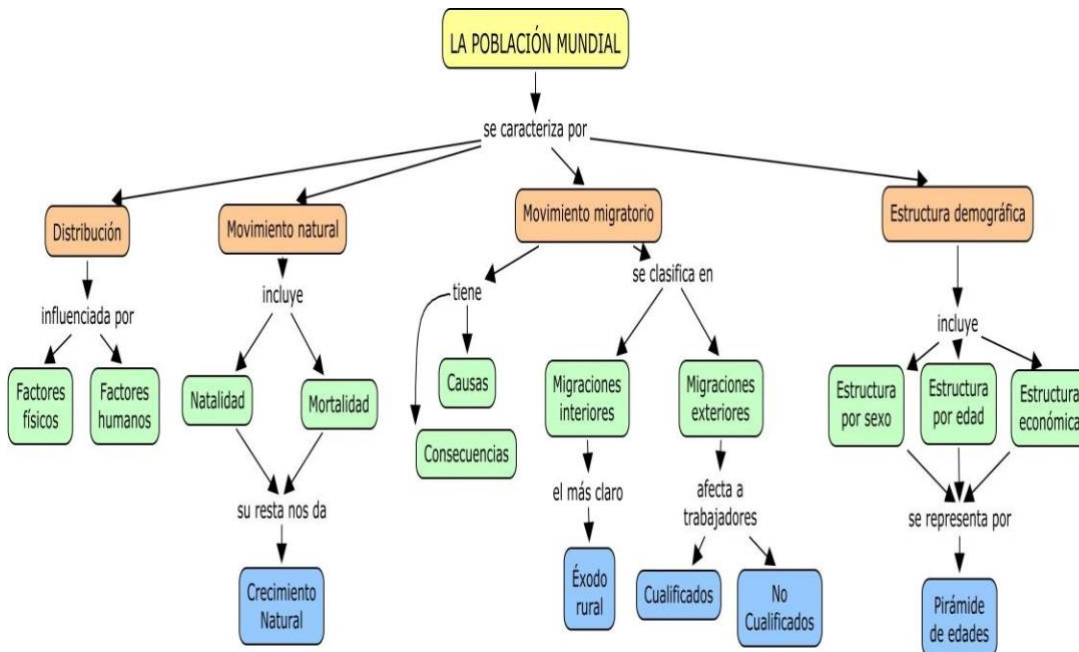 LA POBLACIÓN MUNDIAL
se caracteriza por
Distribución
Movimiento natural
Movimiento migratorio
Estructura demográfica
influenciada por
incluye
tiene
se clasifica en
incluye
Factores
físicos
Factores
humanos
Natalidad
Mortalidad
Causas
Consecuencias
Migraciones
interiores
Migraciones
exteriores
Estructura
por sexo
Estructura
por edad
Estructura
económica
su resta nos da
el más claro
afecta a
trabajadores
se representa por
Crecimiento
Natural
Éxodo
rural
Cualificados
No
Cualificados
Pirámide
de edades